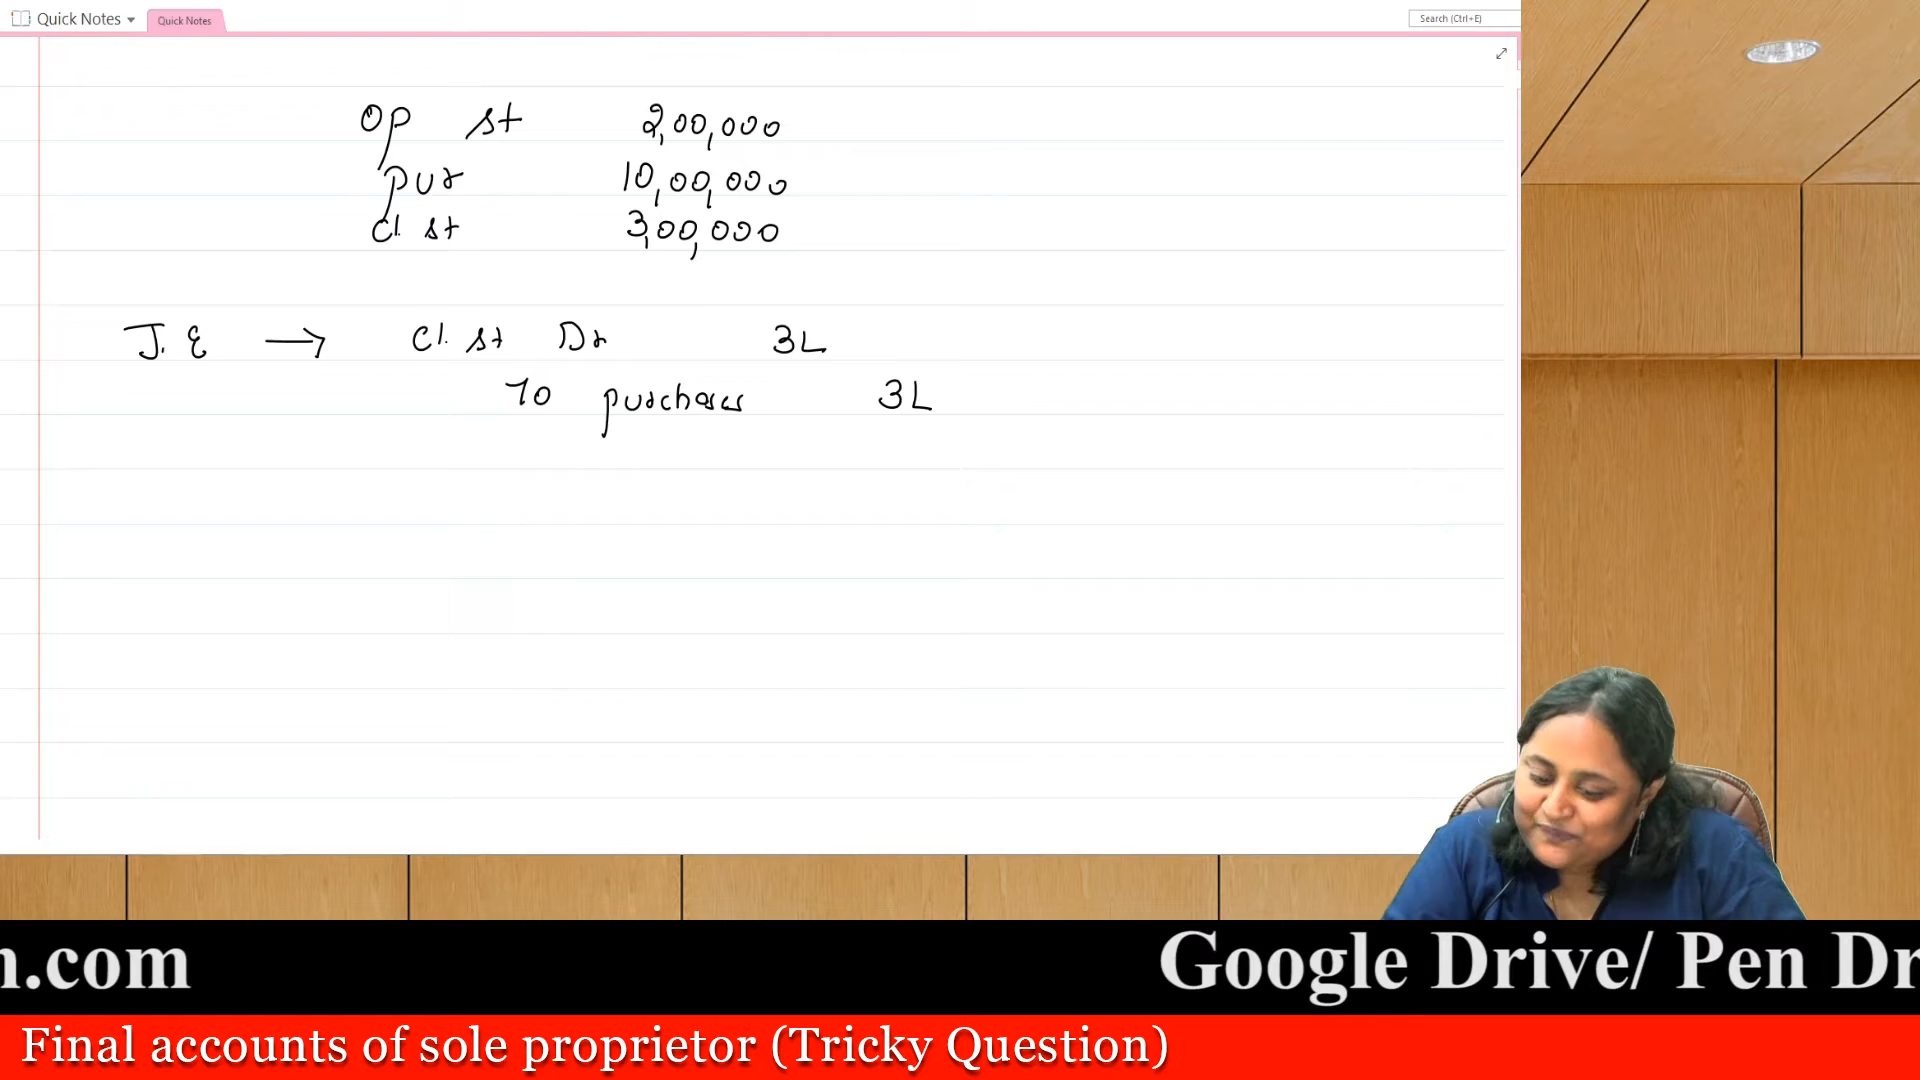 Quick Notes
Quick Notes
Search (Ctrl+E)
Op st 2,00,000
pur 10,00,000
cl. st 3,00,000
J.E → Cl. st Dr 3L
To purchases 3L
n.com Google Drive/ Pen Dr
Final accounts of sole proprietor (Tricky Question)